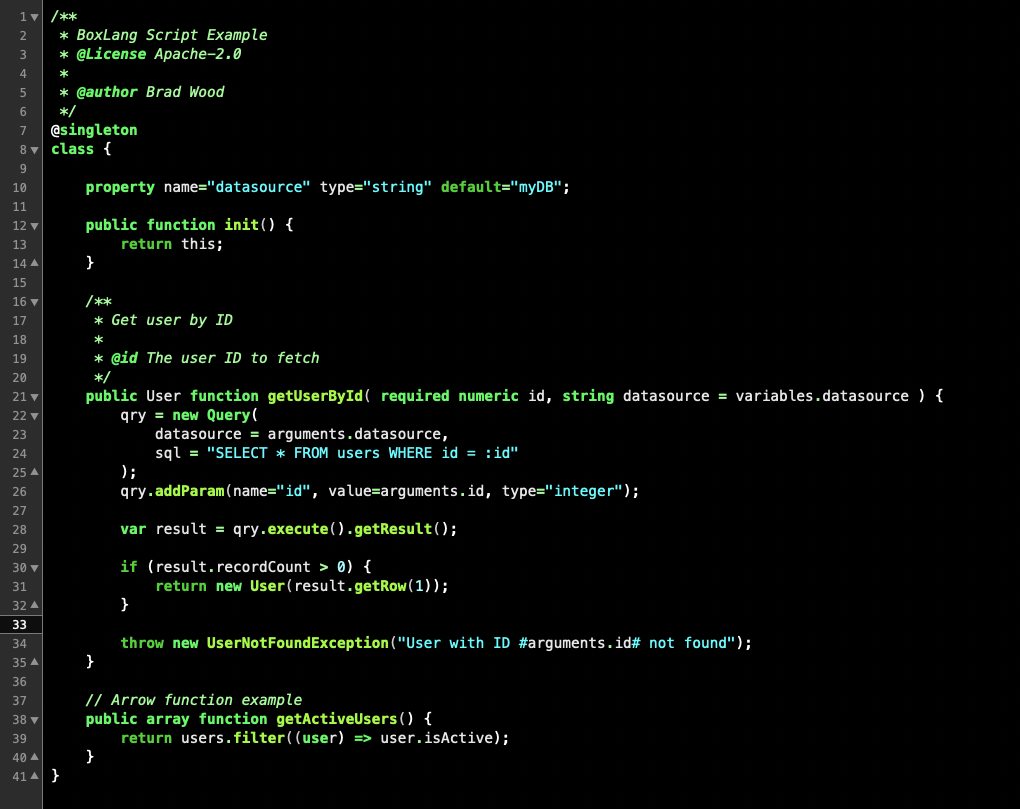 1 /**
2  * BoxLang Script Example
3  * @License Apache-2.0
4  *
5  * @author Brad Wood
6  */
7 @singleton
8 class {
9
10     property name="datasource" type="string" default="myDB";
11
12     public function init() {
13         return this;
14     }
15
16     /**
17      * Get user by ID
18      *
19      * @id The user ID to fetch
20      */
21     public User function getUserById( required numeric id, string datasource = variables.datasource ) {
22         qry = new Query(
23             datasource = arguments.datasource,
24             sql = "SELECT * FROM users WHERE id = :id"
25         );
26         qry.addParam(name="id", value=arguments.id, type="integer");
27
28         var result = qry.execute().getResult();
29
30         if (result.recordCount > 0) {
31             return new User(result.getRow(1));
32         }
33
34         throw new UserNotFoundException("User with ID #arguments.id# not found");
35     }
36
37     // Arrow function example
38     public array function getActiveUsers() {
39         return users.filter((user) => user.isActive);
40     }
41 }